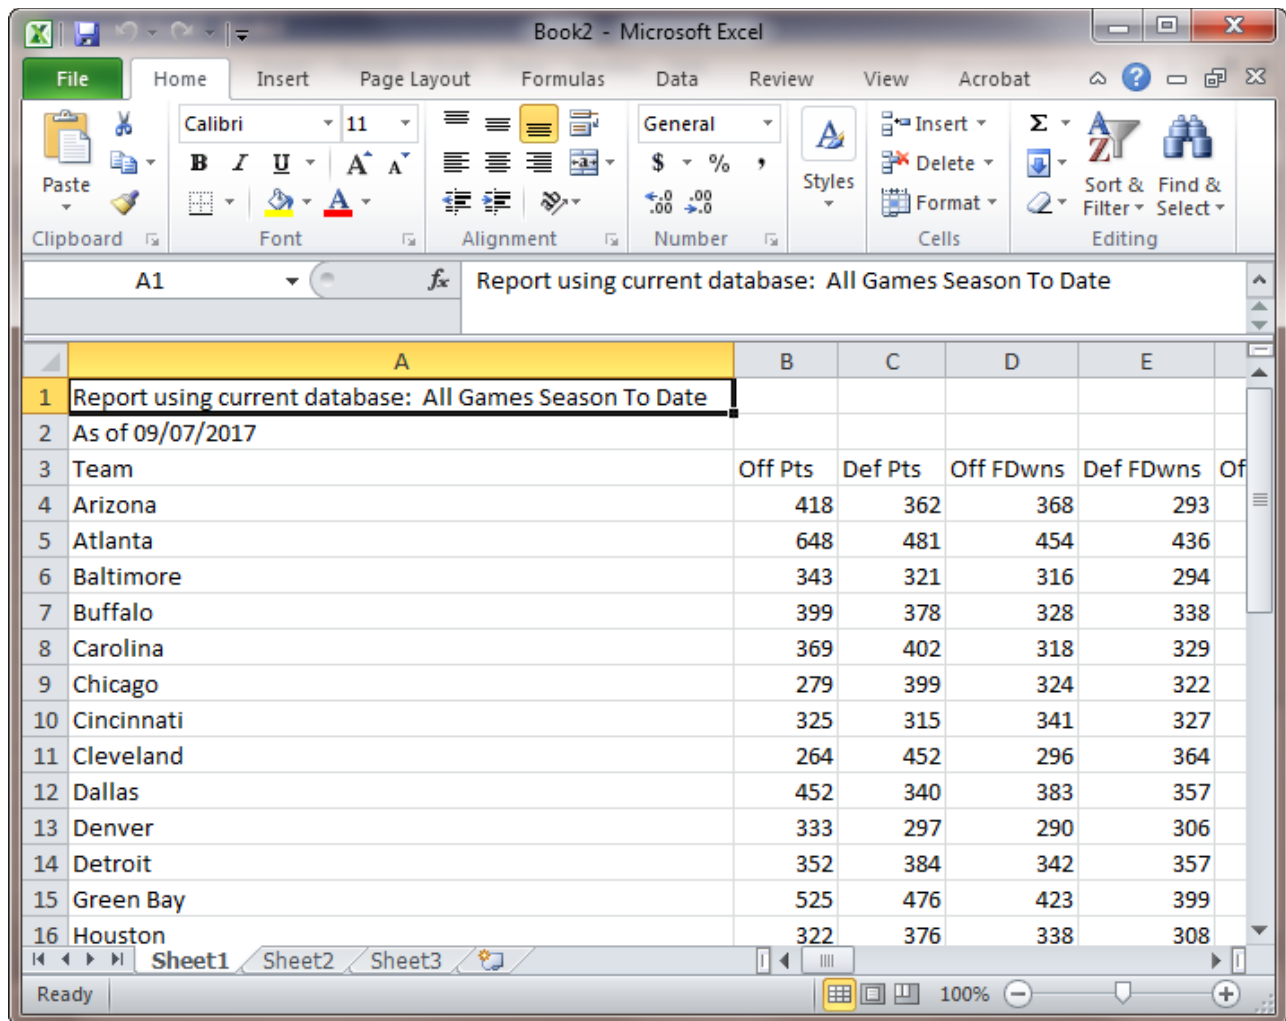 Book2 - Microsoft Excel
File Home Insert Page Layout Formulas Data Review View Acrobat
Calibri 11 General Insert Σ
B I U A A $ % , Delete
Paste Styles Sort & Find &
A .00 .00 Format Filter Select
Clipboard Font Alignment Number Cells Editing
A1 fx Report using current database: All Games Season To Date
A B C D E
1 Report using current database: All Games Season To Date
2 As of 09/07/2017
3 Team Off Pts Def Pts Off FDwns Def FDwns Of
4 Arizona 418 362 368 293
5 Atlanta 648 481 454 436
6 Baltimore 343 321 316 294
7 Buffalo 399 378 328 338
8 Carolina 369 402 318 329
9 Chicago 279 399 324 322
10 Cincinnati 325 315 341 327
11 Cleveland 264 452 296 364
12 Dallas 452 340 383 357
13 Denver 333 297 290 306
14 Detroit 352 384 342 357
15 Green Bay 525 476 423 399
16 Houston 322 376 338 308
Sheet1 Sheet2 Sheet3
Ready 100%